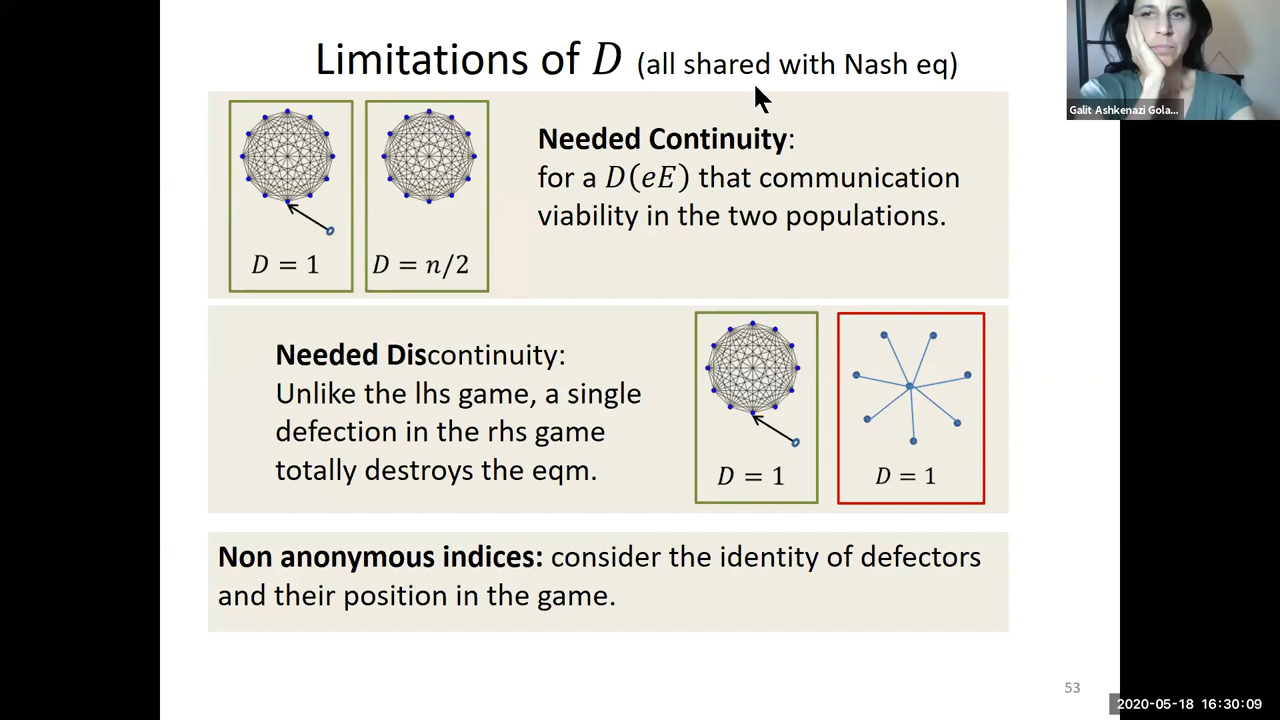 Limitations of D (all shared with Nash eq)
Galit Ashkenazi Gola...
Needed Continuity:
for a D(eE) that communication
viability in the two populations.
D = 1
D = n/2
Needed Discontinuity:
Unlike the lhs game, a single
defection in the rhs game
totally destroys the eqm.
D = 1
D = 1
Non anonymous indices: consider the identity of defectors
and their position in the game.
53
2020-05-18 16:30:09